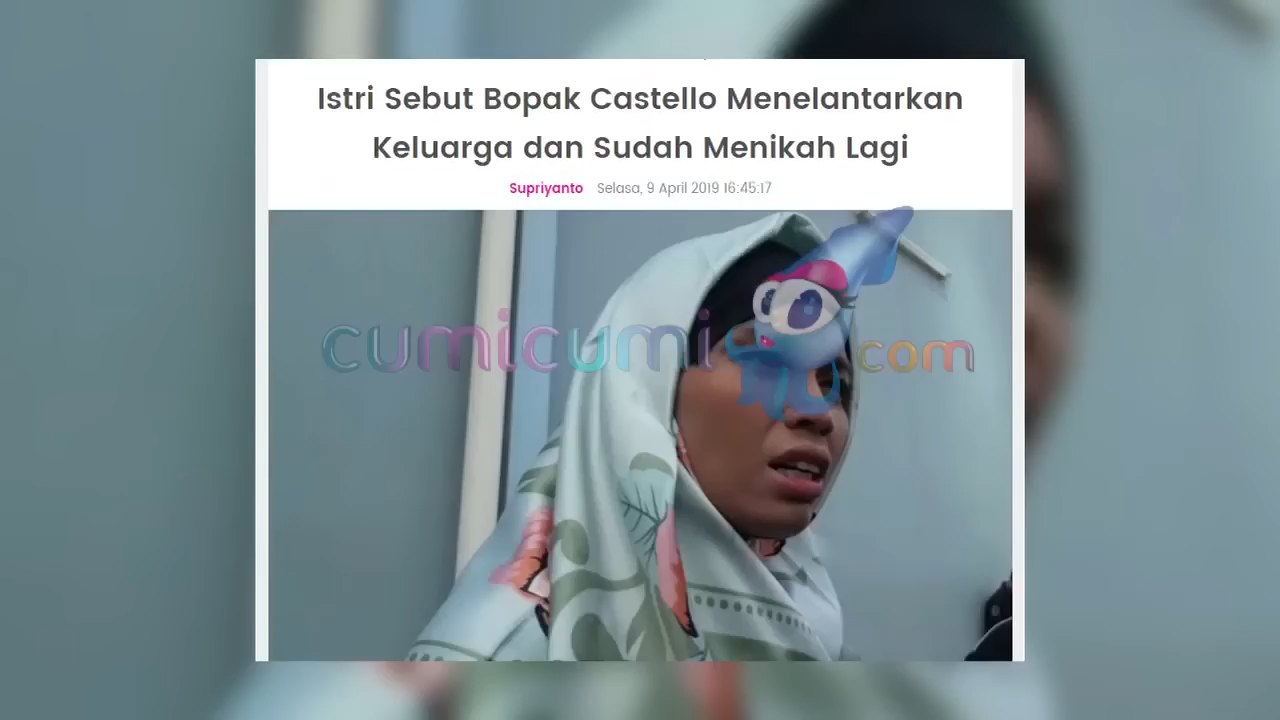 Istri Sebut Bopak Castello Menelantarkan
Keluarga dan Sudah Menikah Lagi
Supriyanto Selasa, 9 April 2019 16:45:17
cumicumi.com